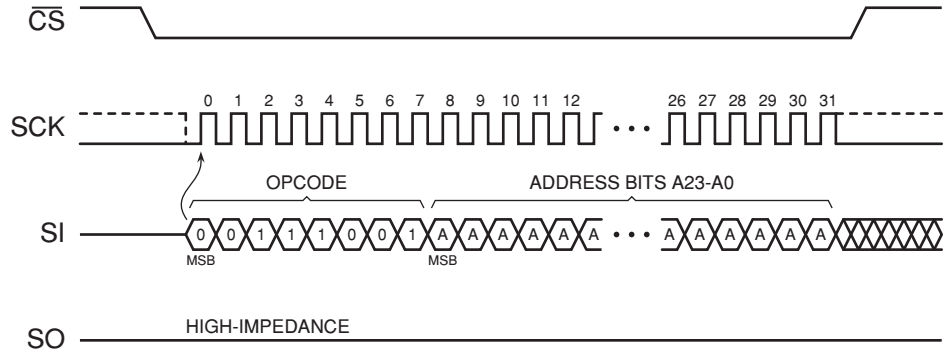 CS
0 1 2 3 4 5 6 7 8 9 10 11 12 26 27 28 29 30 31
SCK
OPCODE ADDRESS BITS A23-A0
SI 0 0 1 1 1 0 0 1 A A A A A A A A A A A A
MSB MSB
HIGH-IMPEDANCE
SO